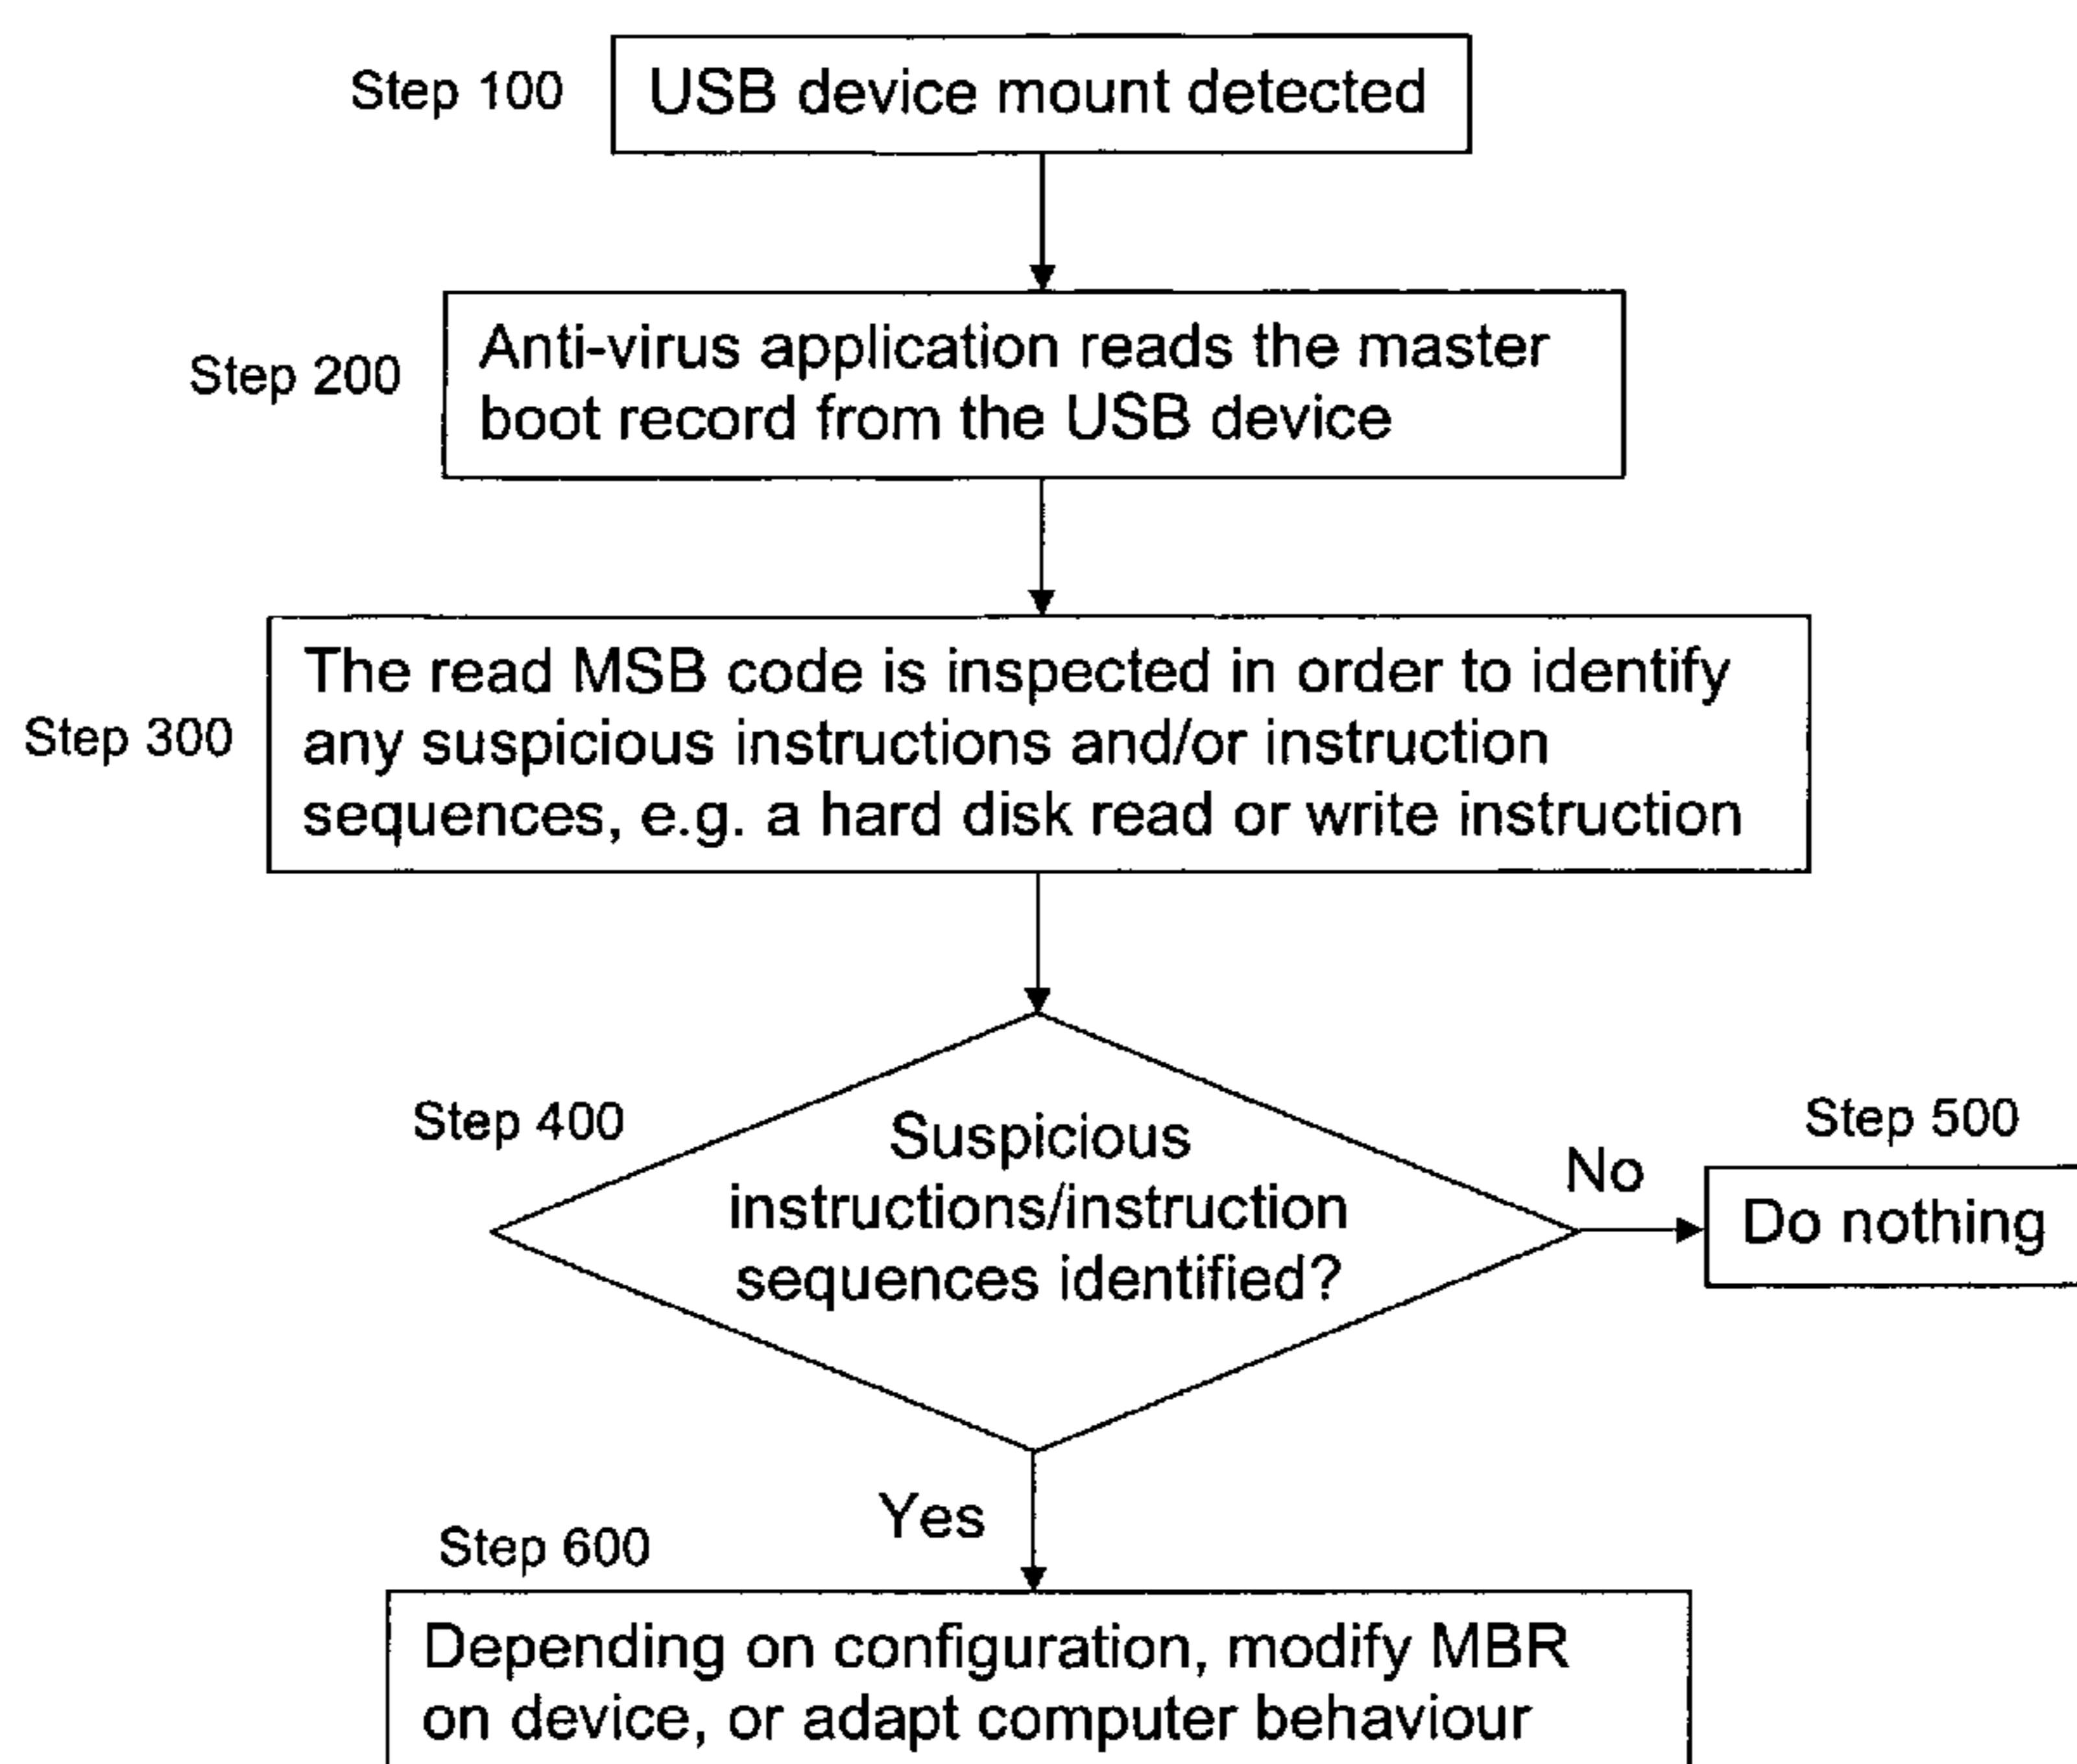 Step 100
USB device mount detected
Step 200
Anti-virus application reads the master
boot record from the USB device
Step 300
The read MSB code is inspected in order to identify
any suspicious instructions and/or instruction
sequences, e.g. a hard disk read or write instruction
Step 400
Suspicious
instructions/instruction
sequences identified?
No
Step 500
Do nothing
Yes
Step 600
Depending on configuration, modify MBR
on device, or adapt computer behaviour